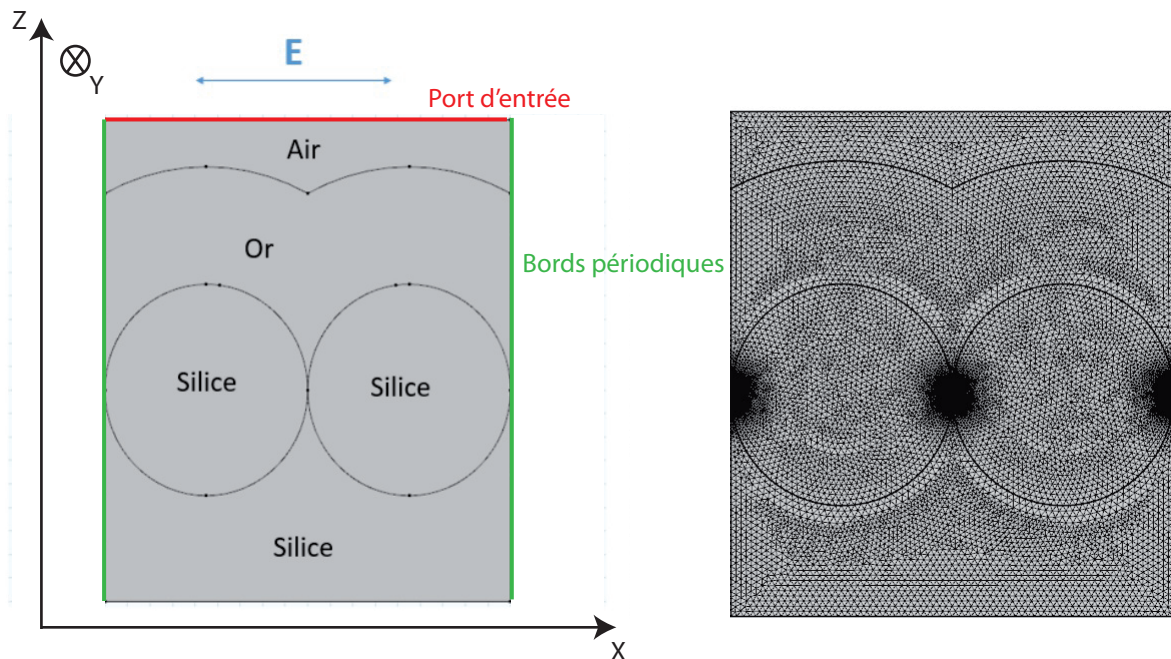 Z
Y
E
Port d'entrée
Air
Or
Bords périodiques
Silice
Silice
Silice
X